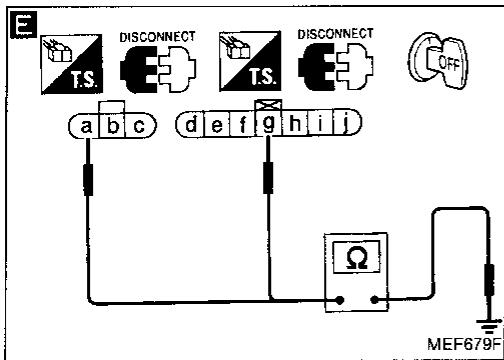 E
DISCONNECT DISCONNECT
T.S. T.S. OFF
a b c d e f g h i j
Ω
MEF679F